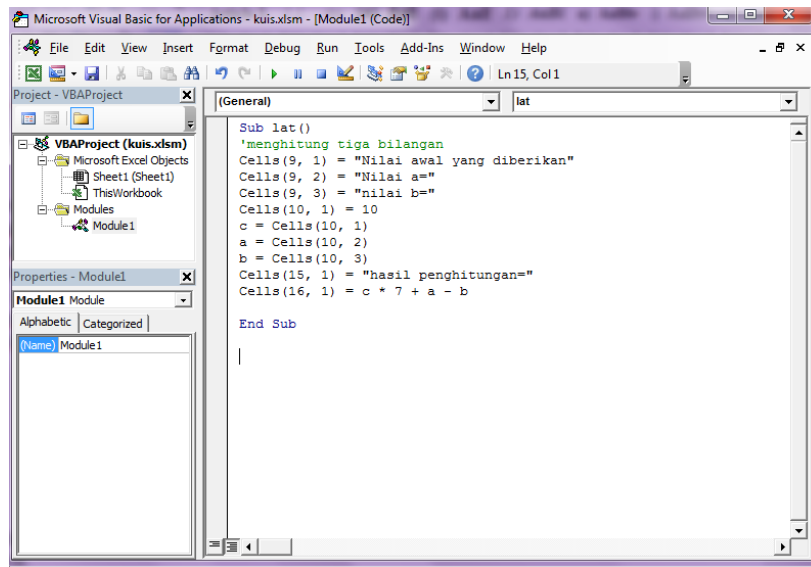 Microsoft Visual Basic for Applications - kuis.xlsm - [Module1 (Code)]
File Edit View Insert Format Debug Run Tools Add-Ins Window Help
Ln 15, Col 1
Project - VBAProject
VBAProject (kuis.xlsm)
Microsoft Excel Objects
Sheet1 (Sheet1)
ThisWorkbook
Modules
Module1
Properties - Module1
Module1 Module
Alphabetic Categorized
(Name) Module1
(General) lat
Sub lat()
'menghitung tiga bilangan
Cells(9, 1) = "Nilai awal yang diberikan"
Cells(9, 2) = "Nilai a="
Cells(9, 3) = "nilai b="
Cells(10, 1) = 10
c = Cells(10, 1)
a = Cells(10, 2)
b = Cells(10, 3)
Cells(15, 1) = "hasil penghitungan="
Cells(16, 1) = c * 7 + a - b
End Sub